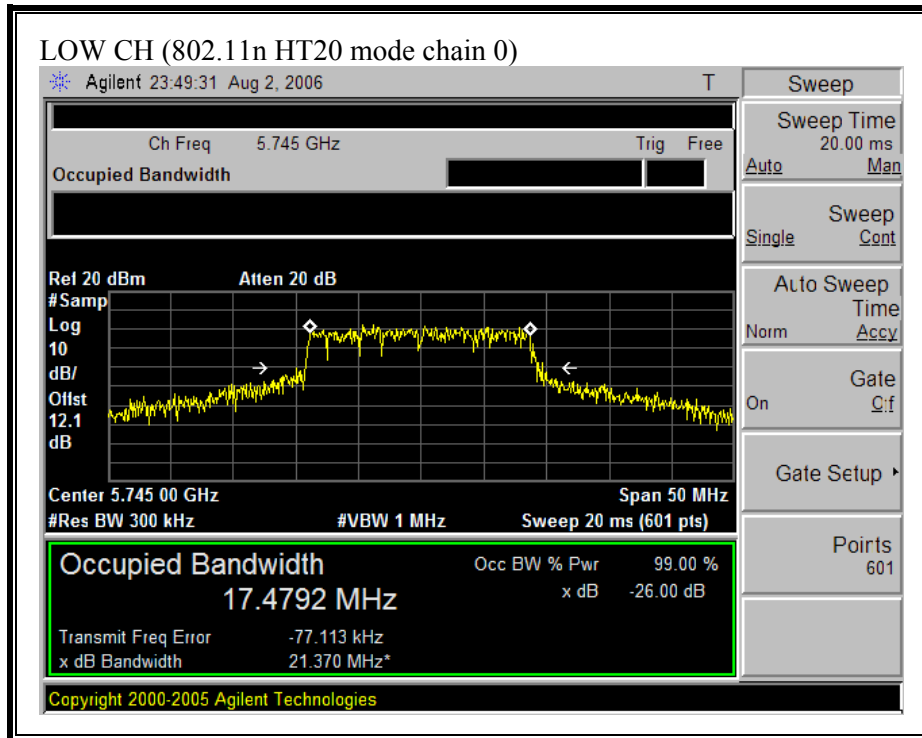 LOW CH (802.11n HT20 mode chain 0)
Agilent 23:49:31 Aug 2, 2006 T
Ch Freq 5.745 GHz Trig Free
Occupied Bandwidth
Ref 20 dBm Atten 20 dB
#Samp
Log
10
dB/
Offst
12.1
dB
Center 5.745 00 GHz Span 50 MHz
#Res BW 300 kHz #VBW 1 MHz Sweep 20 ms (601 pts)
Occupied Bandwidth Occ BW % Pwr 99.00 %
17.4792 MHz x dB -26.00 dB
Transmit Freq Error -77.113 kHz
x dB Bandwidth 21.370 MHz*
Copyright 2000-2005 Agilent Technologies
Sweep
Sweep Time
20.00 ms
Auto Man
Sweep
Single Cont
Auto Sweep
Time
Norm Accy
Gate
On Off
Gate Setup
Points
601